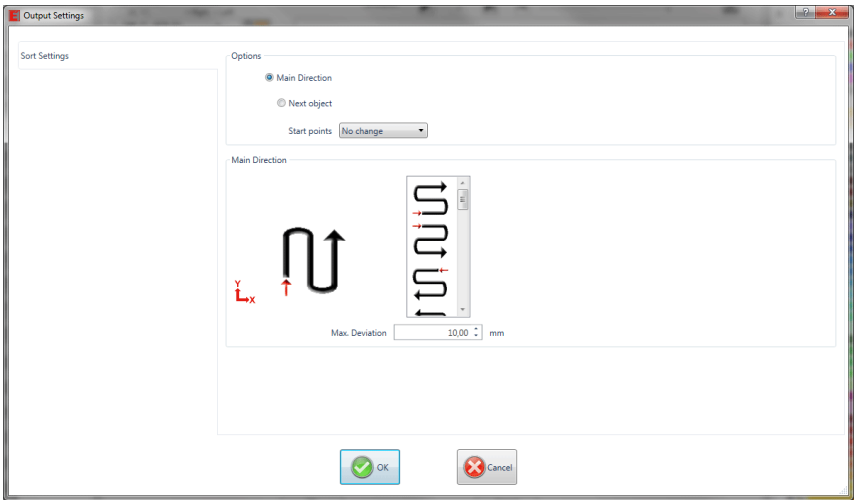 Output Settings
Sort Settings
Options
Main Direction
Next object
Start points No change
Main Direction
Y
X
Max. Deviation 10,00 mm
OK
Cancel